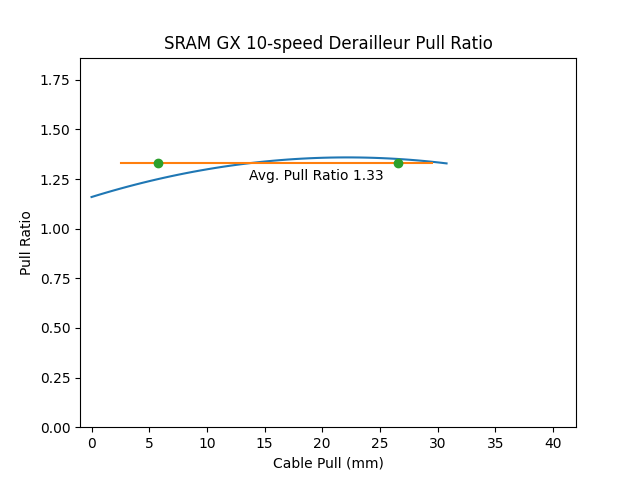 SRAM GX 10-speed Derailleur Pull Ratio
1.75
1.50
1.25
1.00
0.75
0.50
0.25
0.00
Pull Ratio
Avg. Pull Ratio 1.33
0 5 10 15 20 25 30 35 40
Cable Pull (mm)